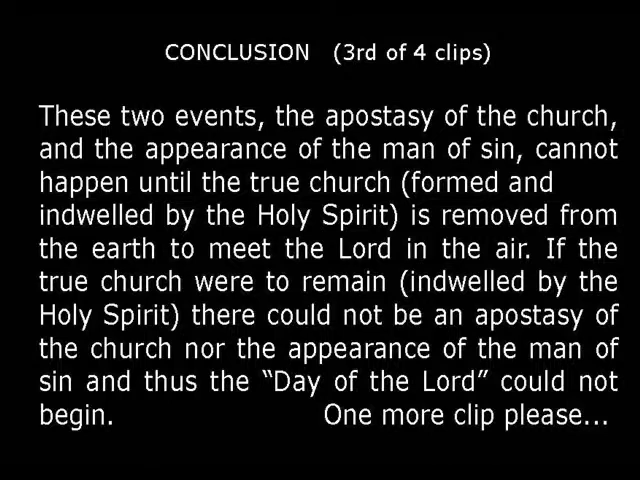 CONCLUSION (3rd of 4 clips)
These two events, the apostasy of the church,
and the appearance of the man of sin, cannot
happen until the true church (formed and
indwelled by the Holy Spirit) is removed from
the earth to meet the Lord in the air. If the
true church were to remain (indwelled by the
Holy Spirit) there could not be an apostasy of
the church nor the appearance of the man of
sin and thus the “Day of the Lord” could not
begin. One more clip please...